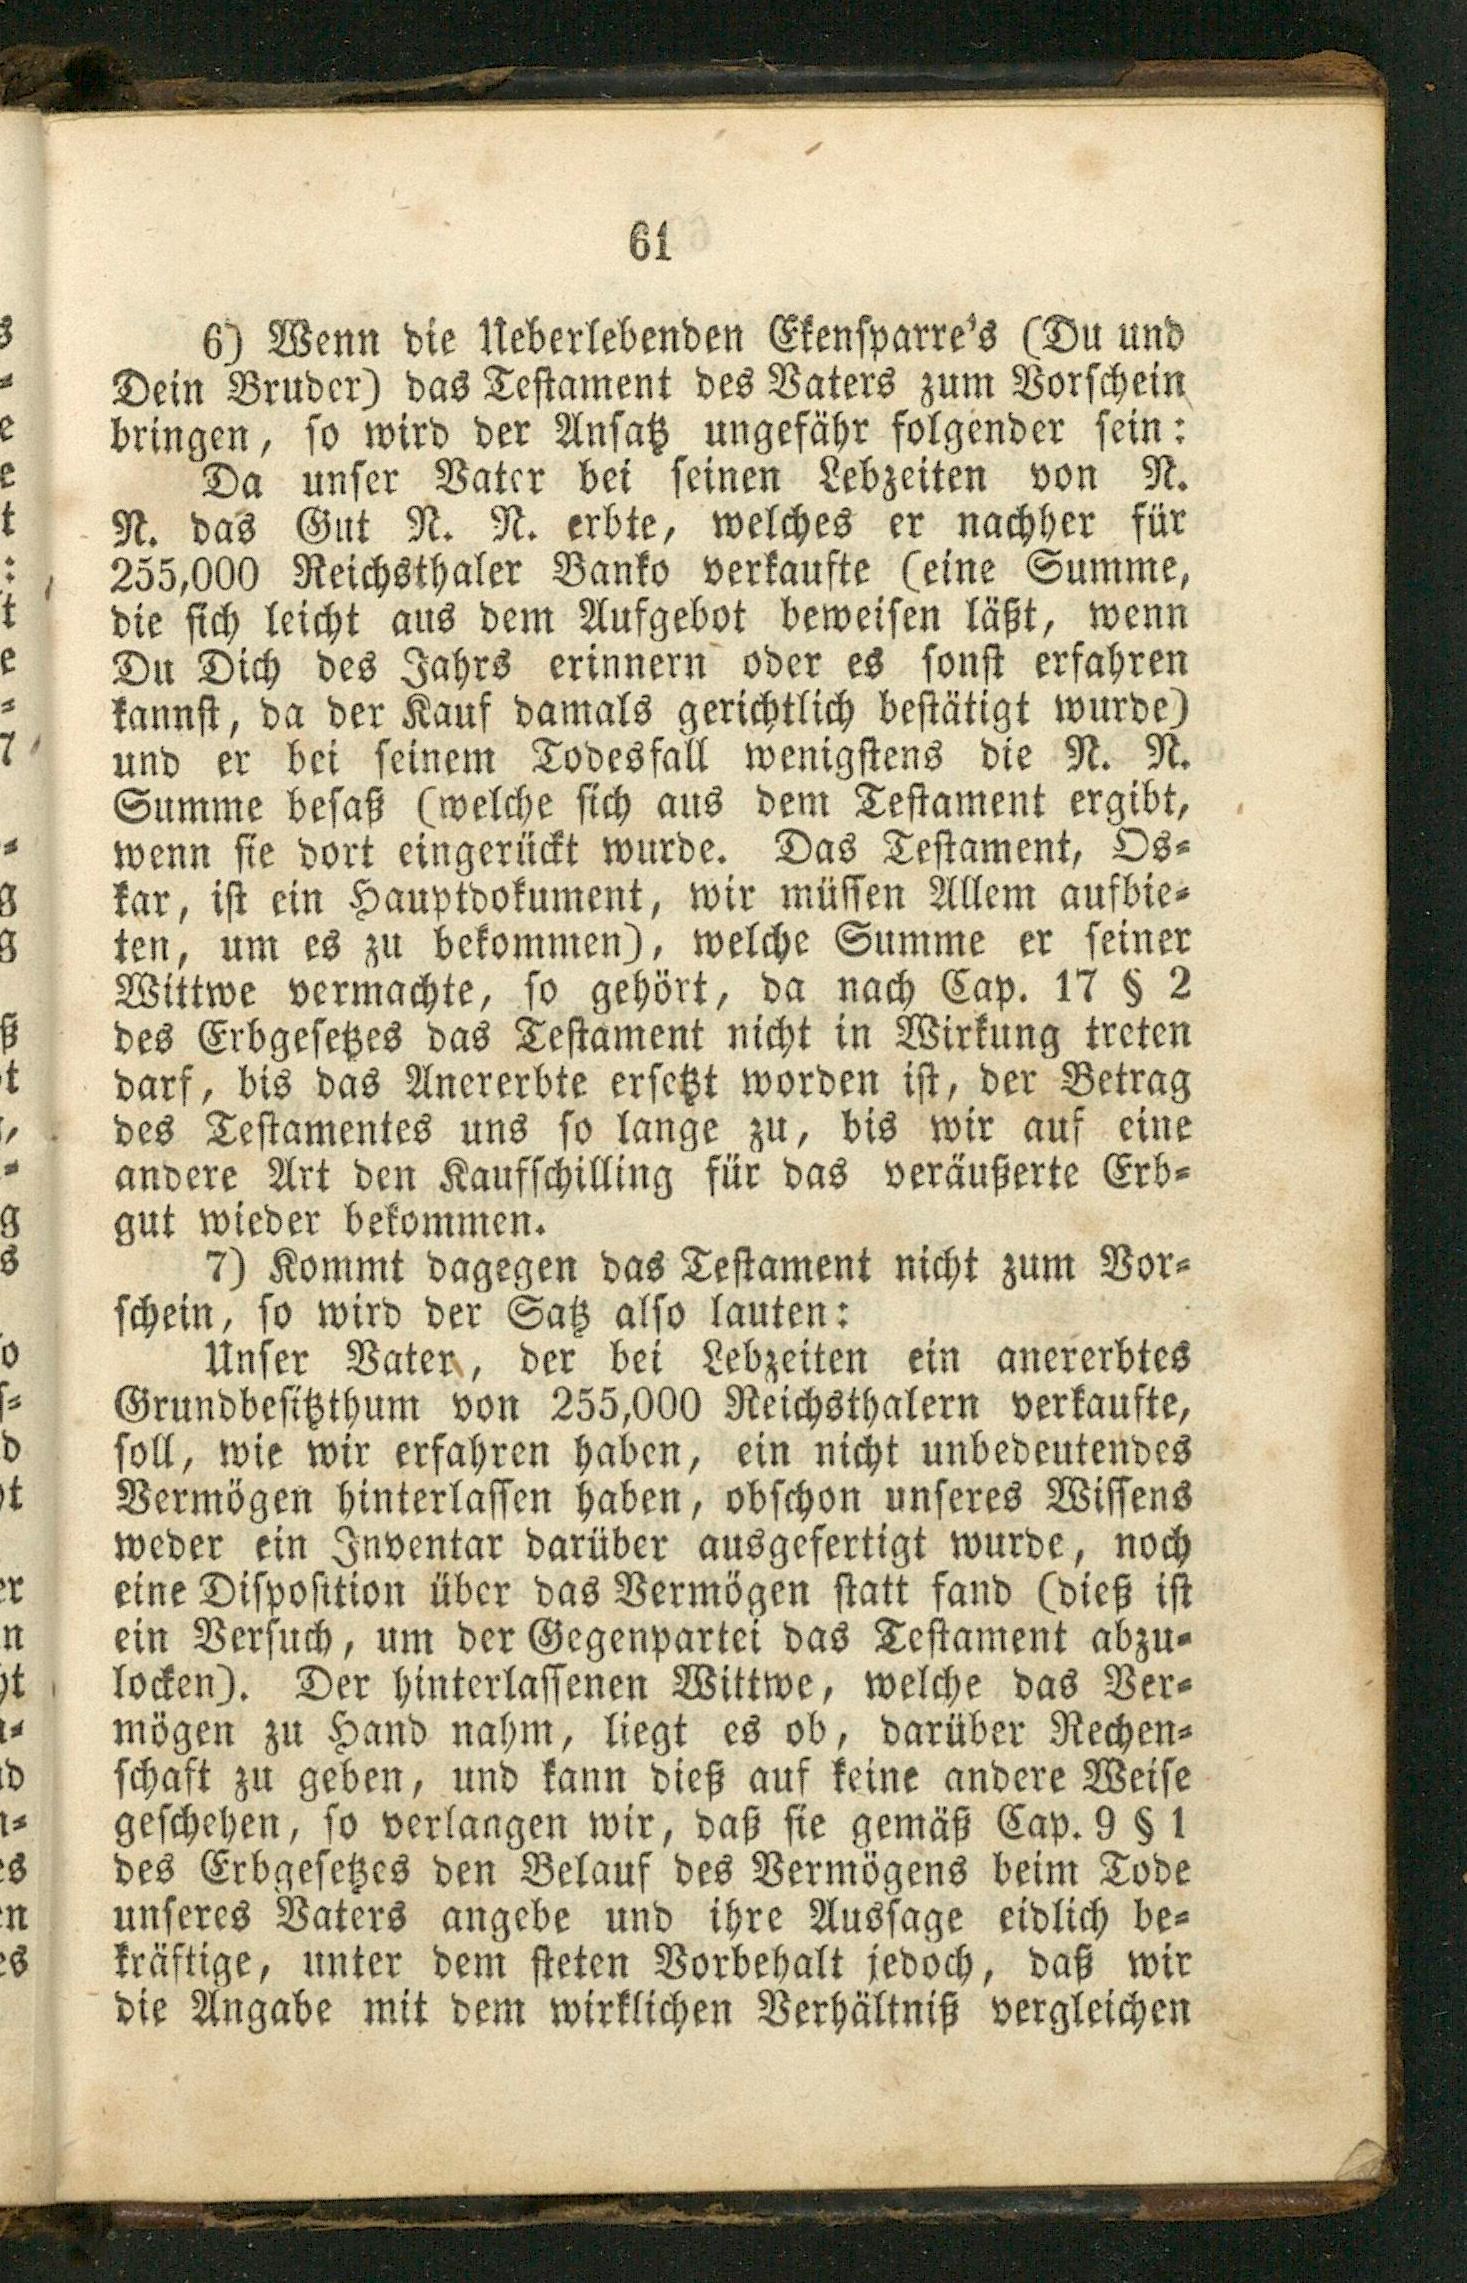 61
6) Wenn die Ueberlebenden Ekensparre's (Du und
Dein Bruder) das Testament des Vaters zum Vorschein
bringen, so wird der Ansatz ungefähr folgender sein:
Da unser Vater bei seinen Lebzeiten von N.
N. das Gut N. N. erbte, welches er nachher für
255,000 Reichsthaler Banko verkaufte (eine Summe,
die sich leicht aus dem Aufgebot beweisen läßt, wenn
Du Dich des Jahrs erinnern oder es sonst erfahren
kannst, da der Kauf damals gerichtlich bestätigt wurde)
und er bei seinem Todesfall wenigstens die N. N.
Summe besaß (welche sich aus dem Testament ergibt,
wenn sie dort eingerückt wurde. Das Testament, Os-
kar, ist ein Hauptdokument, wir müssen Allem aufbie-
ten, um es zu bekommen), welche Summe er seiner
Wittwe vermachte, so gehört, da nach Cap. 17 § 2
des Erbgesetzes das Testament nicht in Wirkung treten
darf, bis das Anererbte ersetzt worden ist, der Betrag
des Testamentes uns so lange zu, bis wir auf eine
andere Art den Kaufschilling für das veräußerte Erb-
gut wieder bekommen.
7) Kommt dagegen das Testament nicht zum Vor-
schein, so wird der Satz also lauten:
Unser Vater, der bei Lebzeiten ein anererbtes
Grundbesitzthum von 255,000 Reichsthalern verkaufte,
soll, wie wir erfahren haben, ein nicht unbedeutendes
Vermögen hinterlassen haben, obschon unseres Wissens
weder ein Inventar darüber ausgefertigt wurde, noch
eine Disposition über das Vermögen statt fand (dieß ist
ein Versuch, um der Gegenpartei das Testament abzu-
locken). Der hinterlassenen Wittwe, welche das Ver-
mögen zu Hand nahm, liegt es ob, darüber Rechen-
schaft zu geben, und kann dieß auf keine andere Weise
geschehen, so verlangen wir, daß sie gemäß Cap. 9 § 1
des Erbgesetzes den Belauf des Vermögens beim Tode
unseres Vaters angebe und ihre Aussage eidlich be-
kräftige, unter dem steten Vorbehalt jedoch, daß wir
die Angabe mit dem wirklichen Verhältniß vergleichen